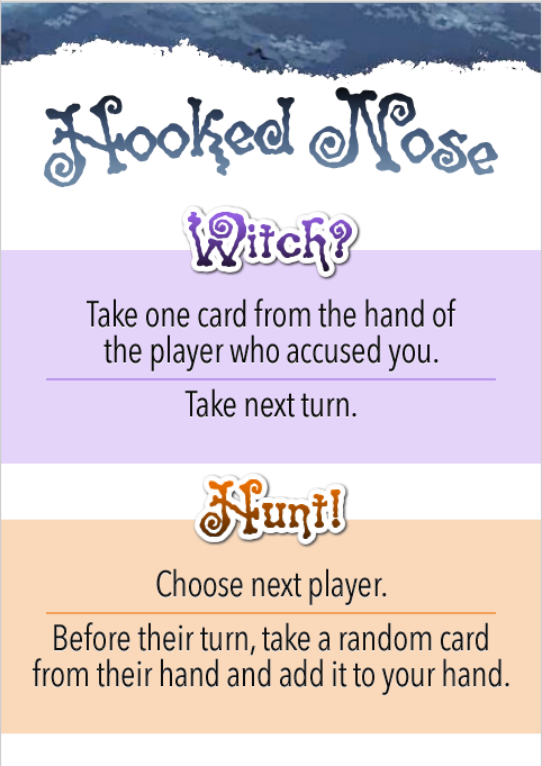 Hooked Nose
Witch?
Take one card from the hand of
the player who accused you.
Take next turn.
Hunt!
Choose next player.
Before their turn, take a random card
from their hand and add it to your hand.